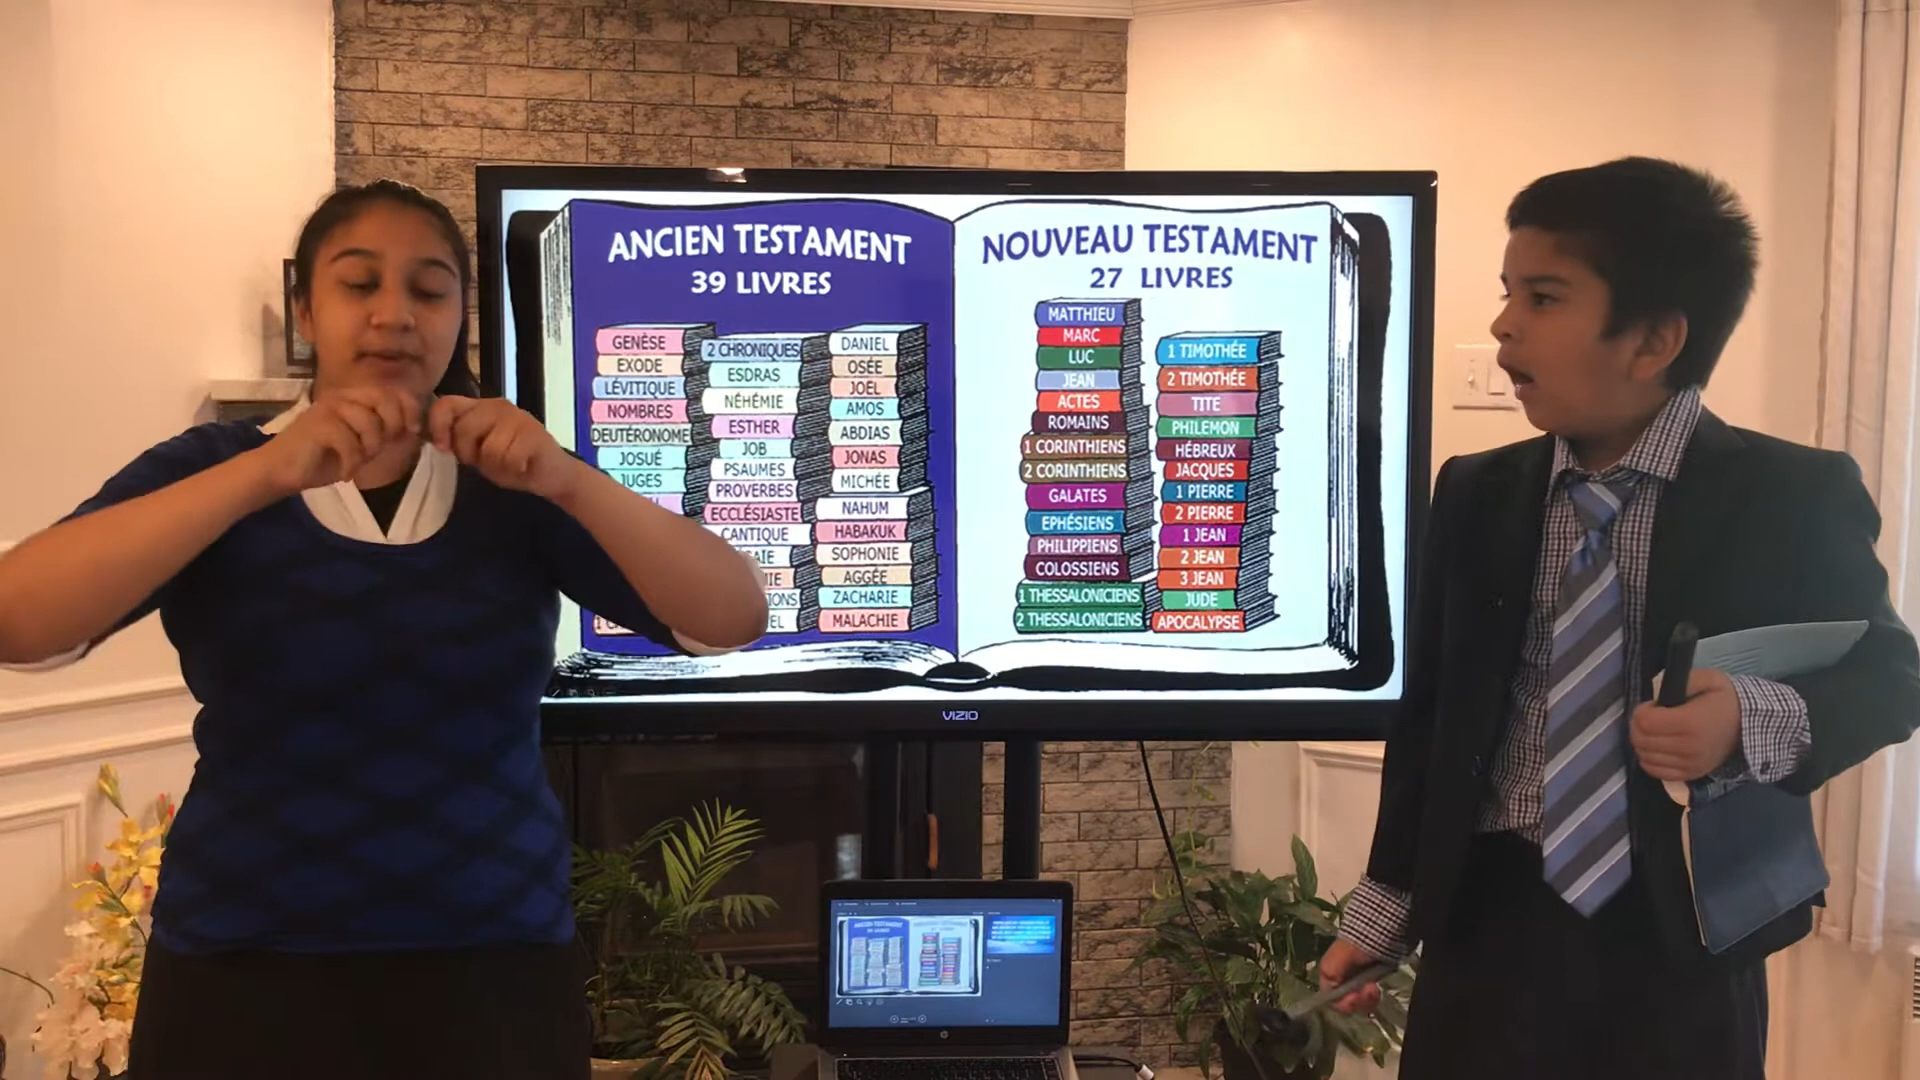 ANCIEN TESTAMENT
39 LIVRES
GENÈSE
EXODE
LÉVITIQUE
NOMBRES
DEUTÉRONOME
JOSUÉ
JUGES
2 CHRONIQUES
ESDRAS
NÉHÉMIE
ESTHER
JOB
PSAUMES
PROVERBES
ECCLÉSIASTE
CANTIQUE
DANIEL
OSÉE
JOËL
AMOS
ABDIAS
JONAS
MICHÉE
NAHUM
HABAKUK
SOPHONIE
AGGÉE
ZACHARIE
MALACHIE
NOUVEAU TESTAMENT
27 LIVRES
MATTHIEU
MARC
LUC
JEAN
ACTES
ROMAINS
1 CORINTHIENS
2 CORINTHIENS
GALATES
EPHÉSIENS
PHILIPPIENS
COLOSSIENS
1 THESSALONICIENS
2 THESSALONICIENS
1 TIMOTHÉE
2 TIMOTHÉE
TITE
PHILEMON
HÉBREUX
JACQUES
1 PIERRE
2 PIERRE
1 JEAN
2 JEAN
3 JEAN
JUDE
APOCALYPSE
VIZIO